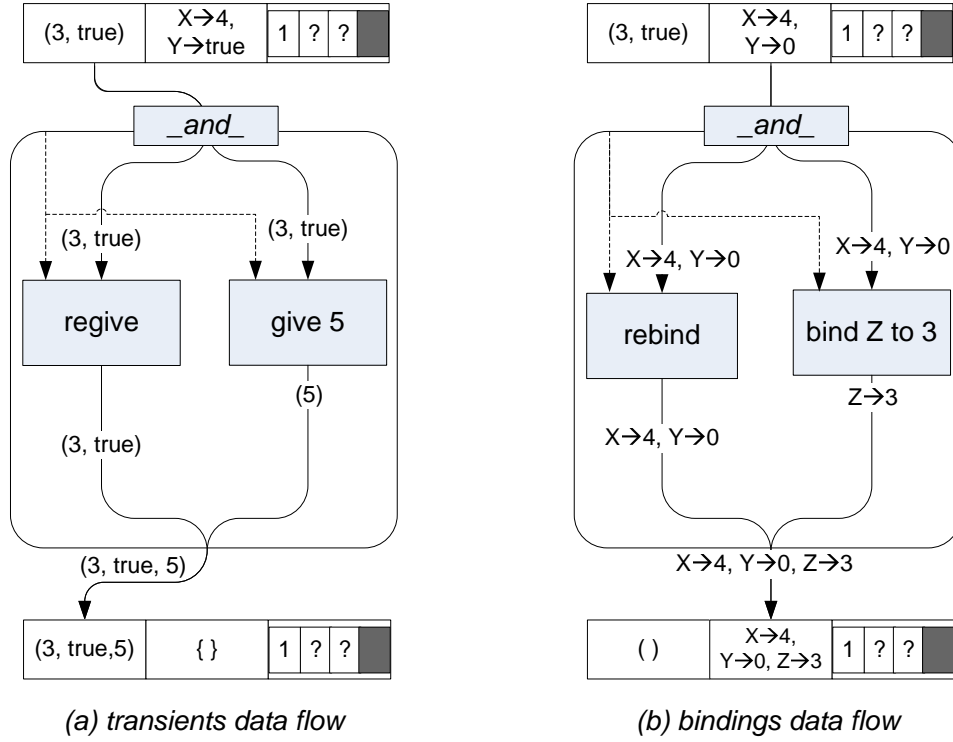 (3, true)
X→4,
Y→true
1 ? ?
_and_
(3, true)
(3, true)
regive
give 5
(5)
(3, true)
(3, true, 5)
(3, true,5)
{ }
1 ? ?
(a) transients data flow
(3, true)
X→4,
Y→0
1 ? ?
_and_
X→4, Y→0
X→4, Y→0
rebind
bind Z to 3
Z→3
X→4, Y→0
X→4, Y→0, Z→3
( )
X→4,
Y→0, Z→3
1 ? ?
(b) bindings data flow